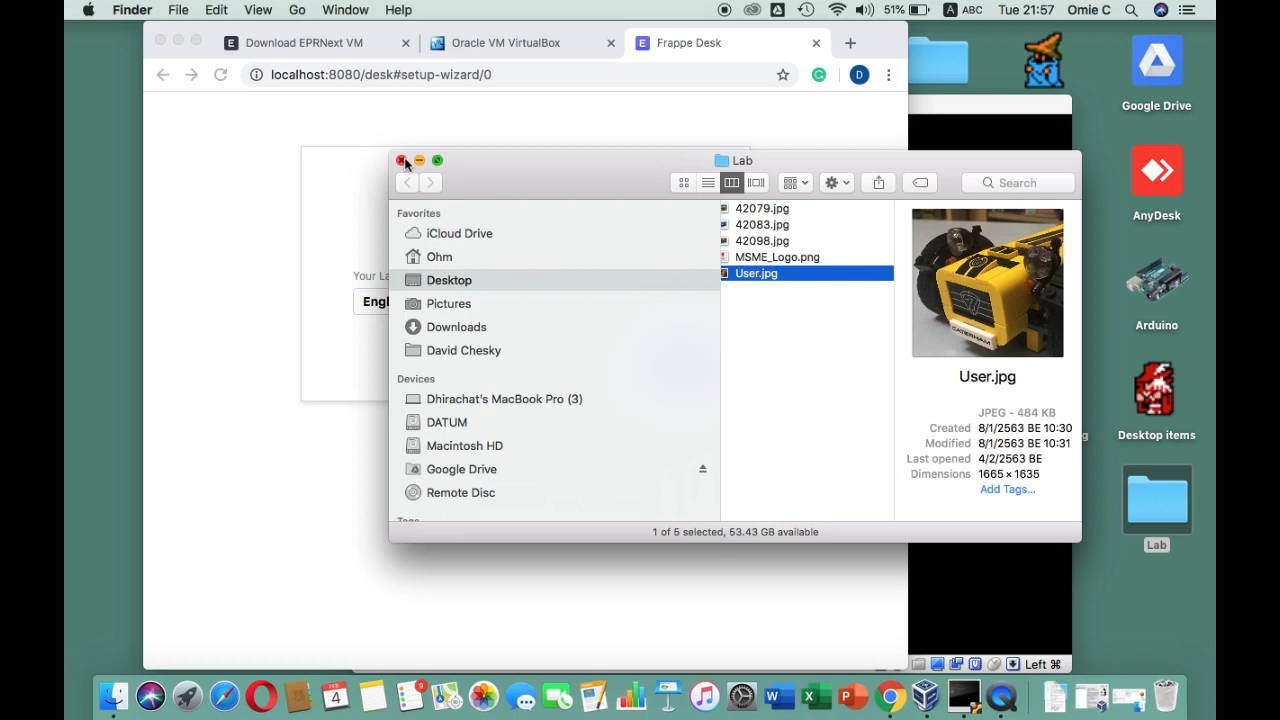 Finder File Edit View Go Window Help 51% A ABC Tue 21:57 Omie C
Download EPRNext VM
Oracle VM VirtualBox
Frappe Desk
localhost:8080/desk#setup-wizard/0
D
Google Drive
AnyDesk
Arduino
Desktop items
Lab
Your La
Engl
Lab
Search
Favorites
iCloud Drive
Ohm
Desktop
Pictures
Downloads
David Chesky
Devices
Dhirachat's MacBook Pro (3)
DATUM
Macintosh HD
Google Drive
Remote Disc
42079.jpg
42083.jpg
42098.jpg
MSME_Logo.png
User.jpg
CATERHAM
User.jpg
JPEG - 484 KB
Created 8/1/2563 BE 10:30
Modified 8/1/2563 BE 10:31
Last opened 4/2/2563 BE
Dimensions 1665 × 1635
Add Tags...
1 of 5 selected, 53.43 GB available
Left ⌘
FEB
4